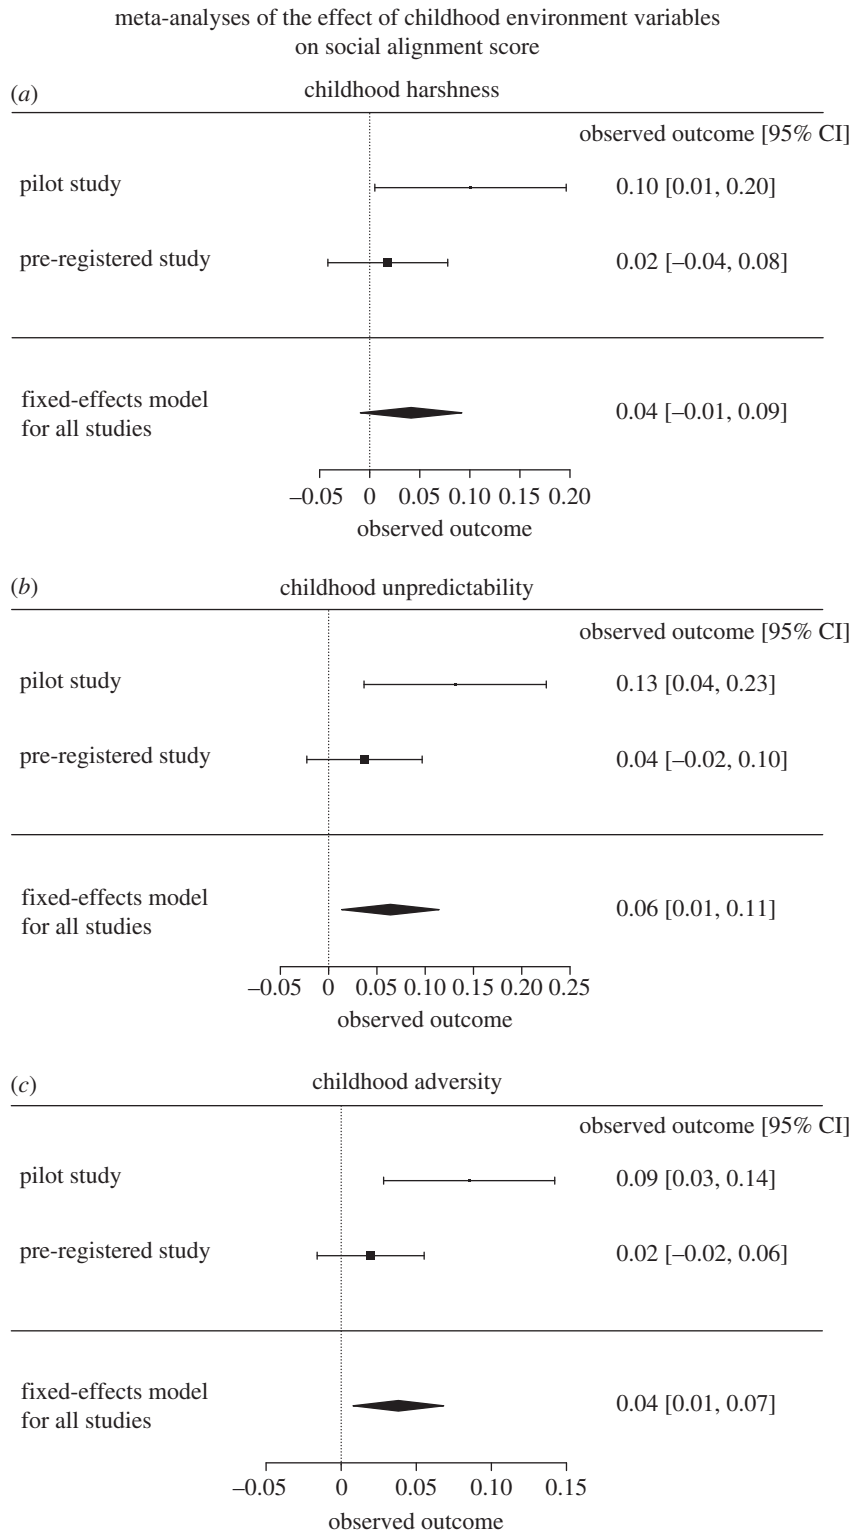 meta-analyses of the effect of childhood environment variables
on social alignment score
(a) childhood harshness
observed outcome [95% CI]
pilot study 0.10 [0.01, 0.20]
pre-registered study 0.02 [–0.04, 0.08]
fixed-effects model
for all studies 0.04 [–0.01, 0.09]
–0.05 0 0.05 0.10 0.15 0.20
observed outcome
(b) childhood unpredictability
observed outcome [95% CI]
pilot study 0.13 [0.04, 0.23]
pre-registered study 0.04 [–0.02, 0.10]
fixed-effects model
for all studies 0.06 [0.01, 0.11]
–0.05 0 0.05 0.10 0.15 0.20 0.25
observed outcome
(c) childhood adversity
observed outcome [95% CI]
pilot study 0.09 [0.03, 0.14]
pre-registered study 0.02 [–0.02, 0.06]
fixed-effects model
for all studies 0.04 [0.01, 0.07]
–0.05 0 0.05 0.10 0.15
observed outcome